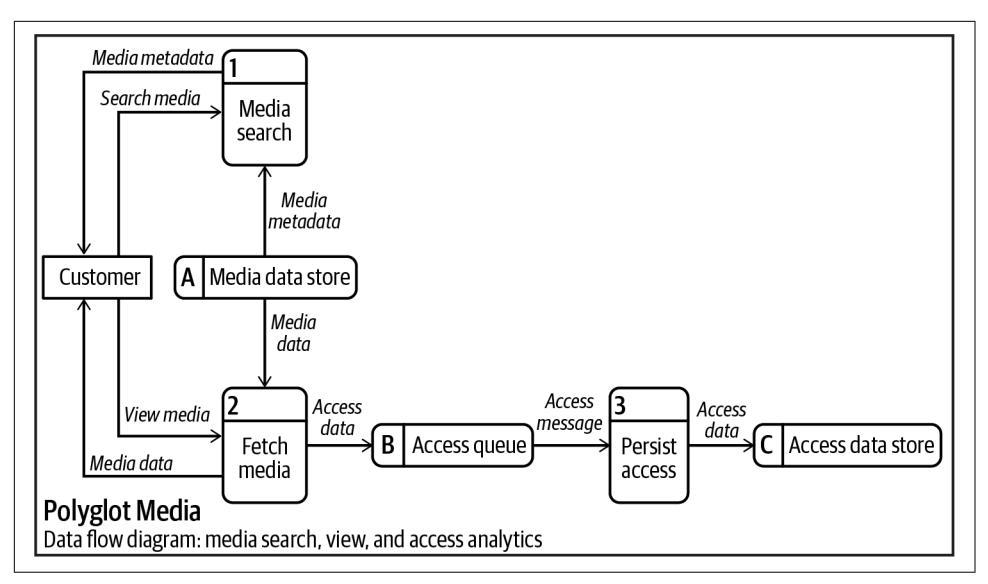 Media metadata
1
Search media
Media
search
Media
metadata
Customer
A
Media data store
Media
data
View media
2
Fetch
media
Media data
Access
data
B
Access queue
Access
message
3
Persist
access
Access
data
C
Access data store
Polyglot Media
Data flow diagram: media search, view, and access analytics